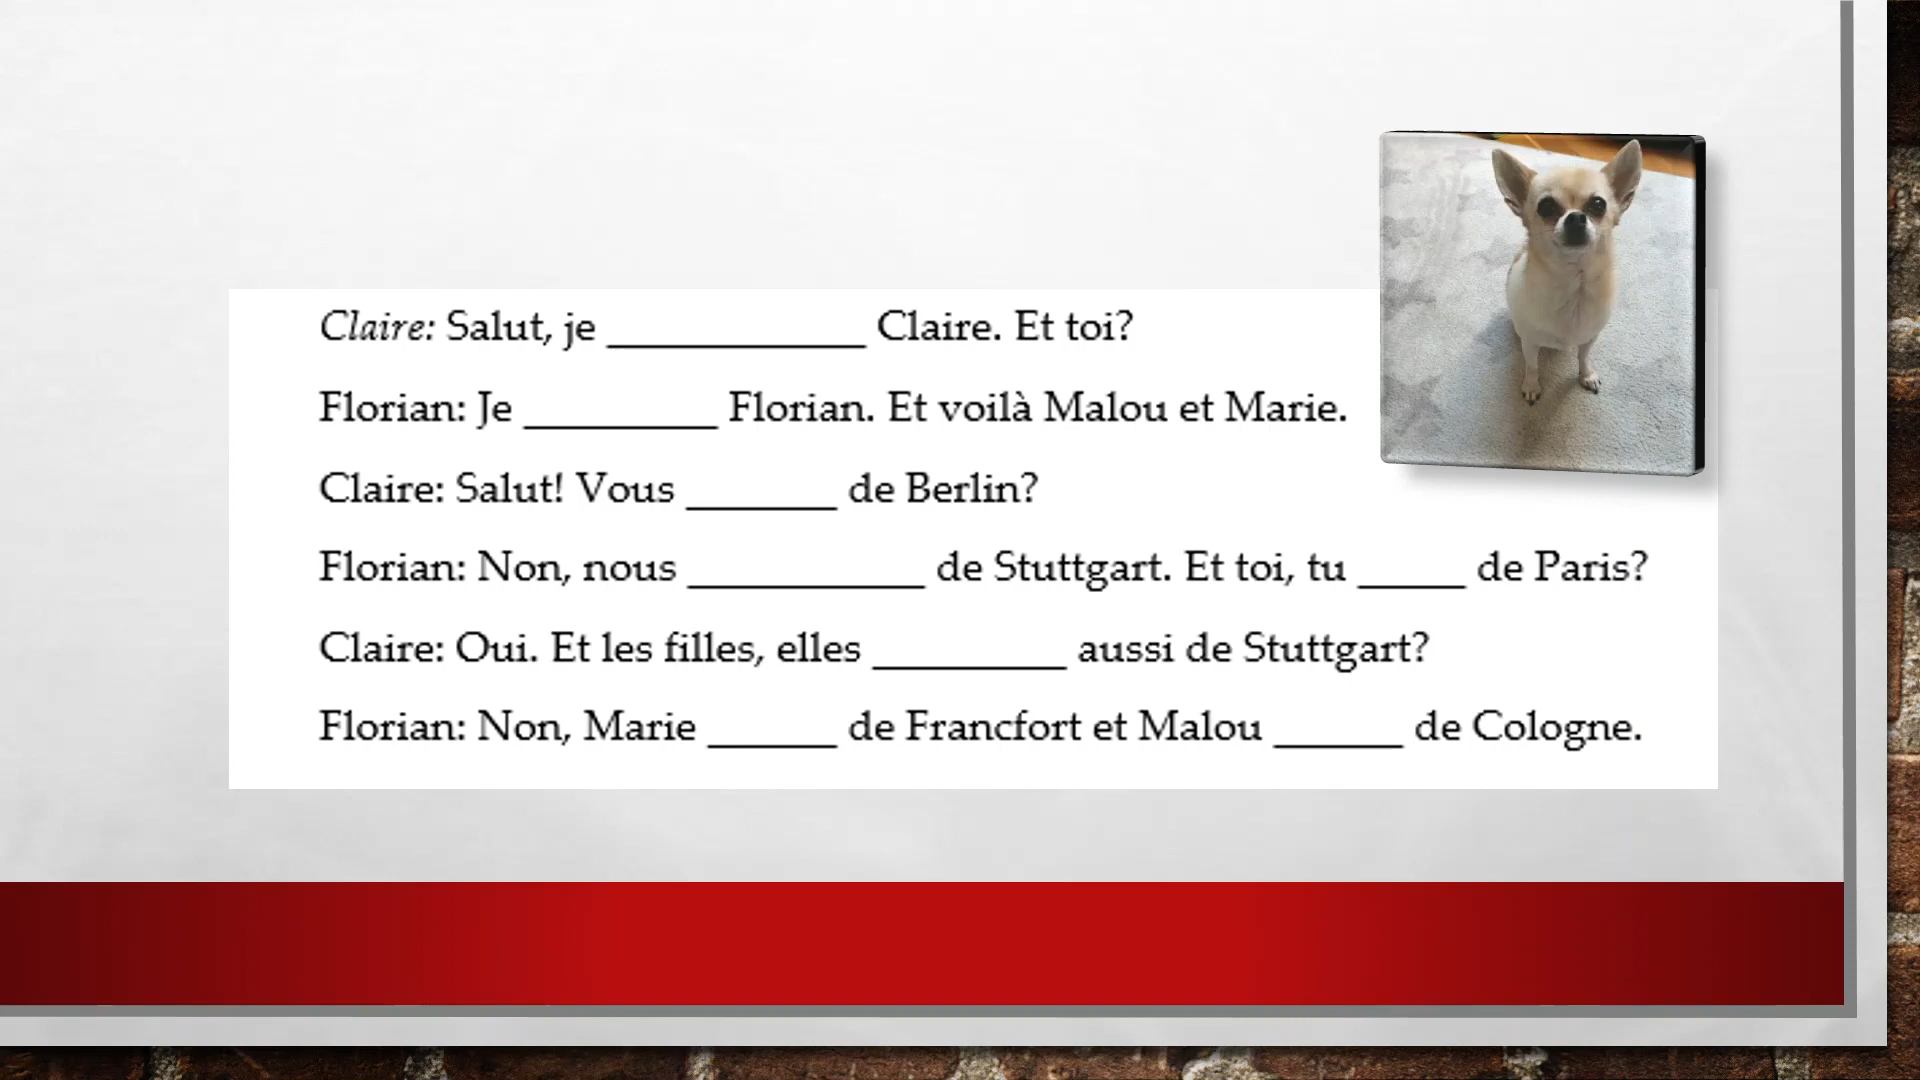 Claire: Salut, je ____________ Claire. Et toi?
Florian: Je _________ Florian. Et voilà Malou et Marie.
Claire: Salut! Vous _______ de Berlin?
Florian: Non, nous ___________ de Stuttgart. Et toi, tu _____ de Paris?
Claire: Oui. Et les filles, elles _________ aussi de Stuttgart?
Florian: Non, Marie ______ de Francfort et Malou ______ de Cologne.